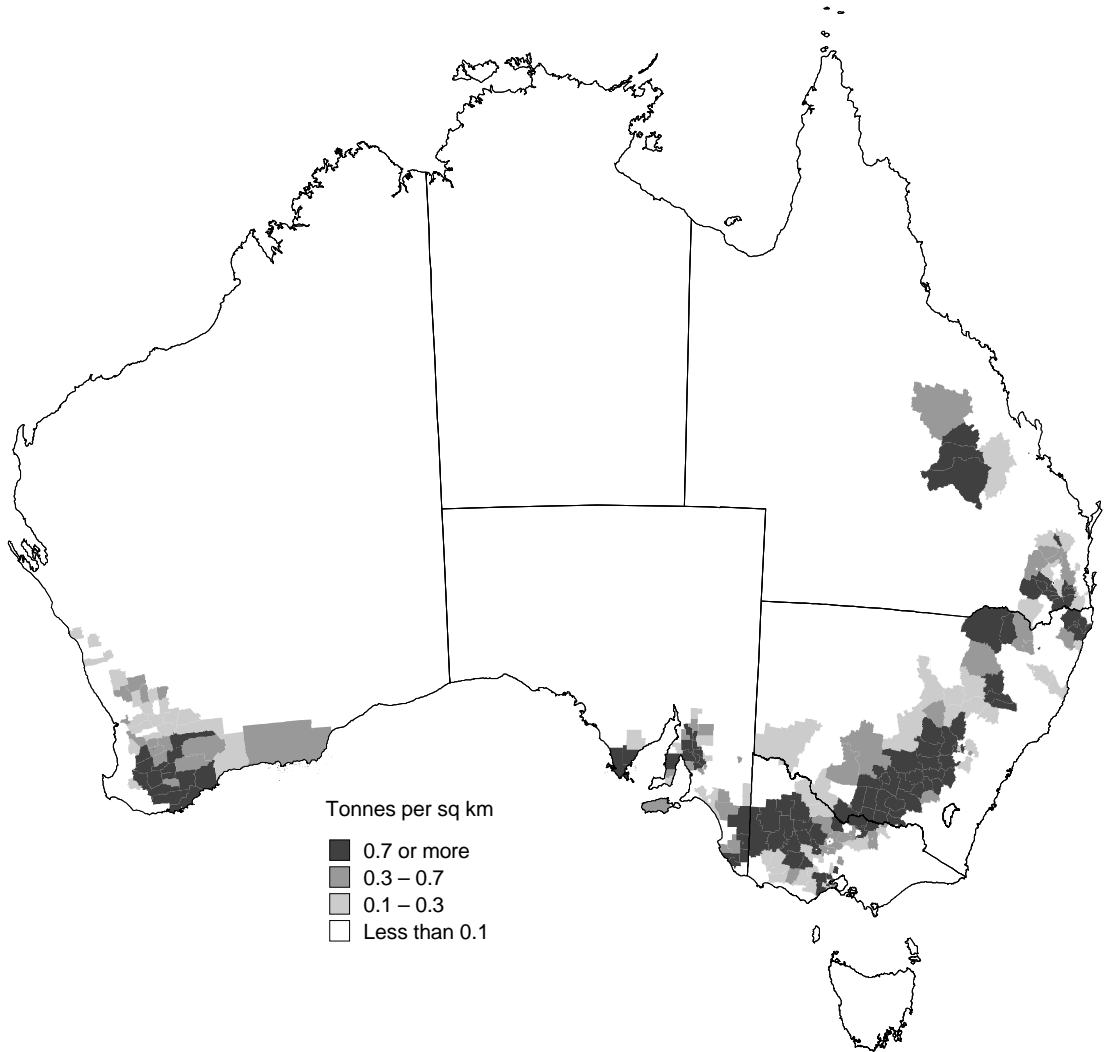 Tonnes per sq km
0.7 or more
0.3 – 0.7
0.1 – 0.3
Less than 0.1